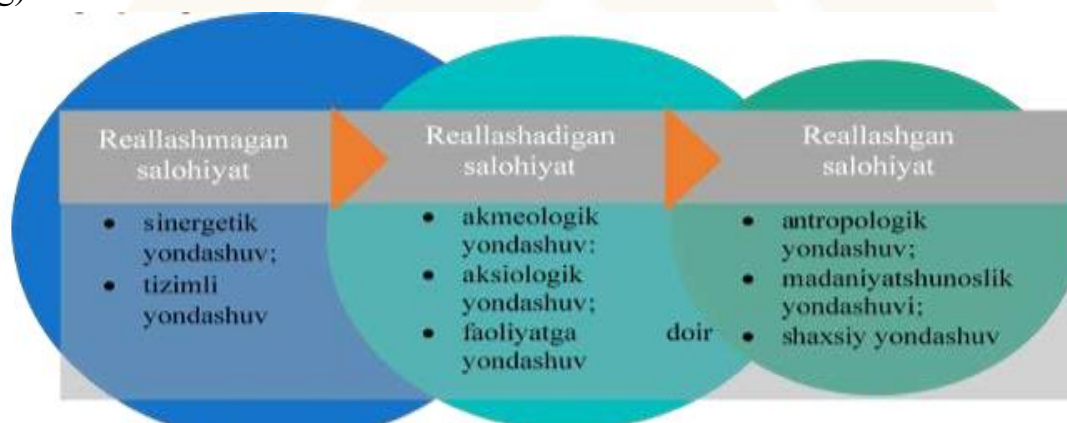 Reallashmagan
salohiyat
• sinergetik
yondashuv;
• tizimli
yondashuv
Reallashadigan
salohiyat
• akmeologik
yondashuv:
• aksiologik
yondashuv;
• faoliyatga doir
yondashuv
Reallashgan
salohiyat
• antropologik
yondashuv;
• madaniyatshunoslik
yondashuvi;
• shaxsiy yondashuv